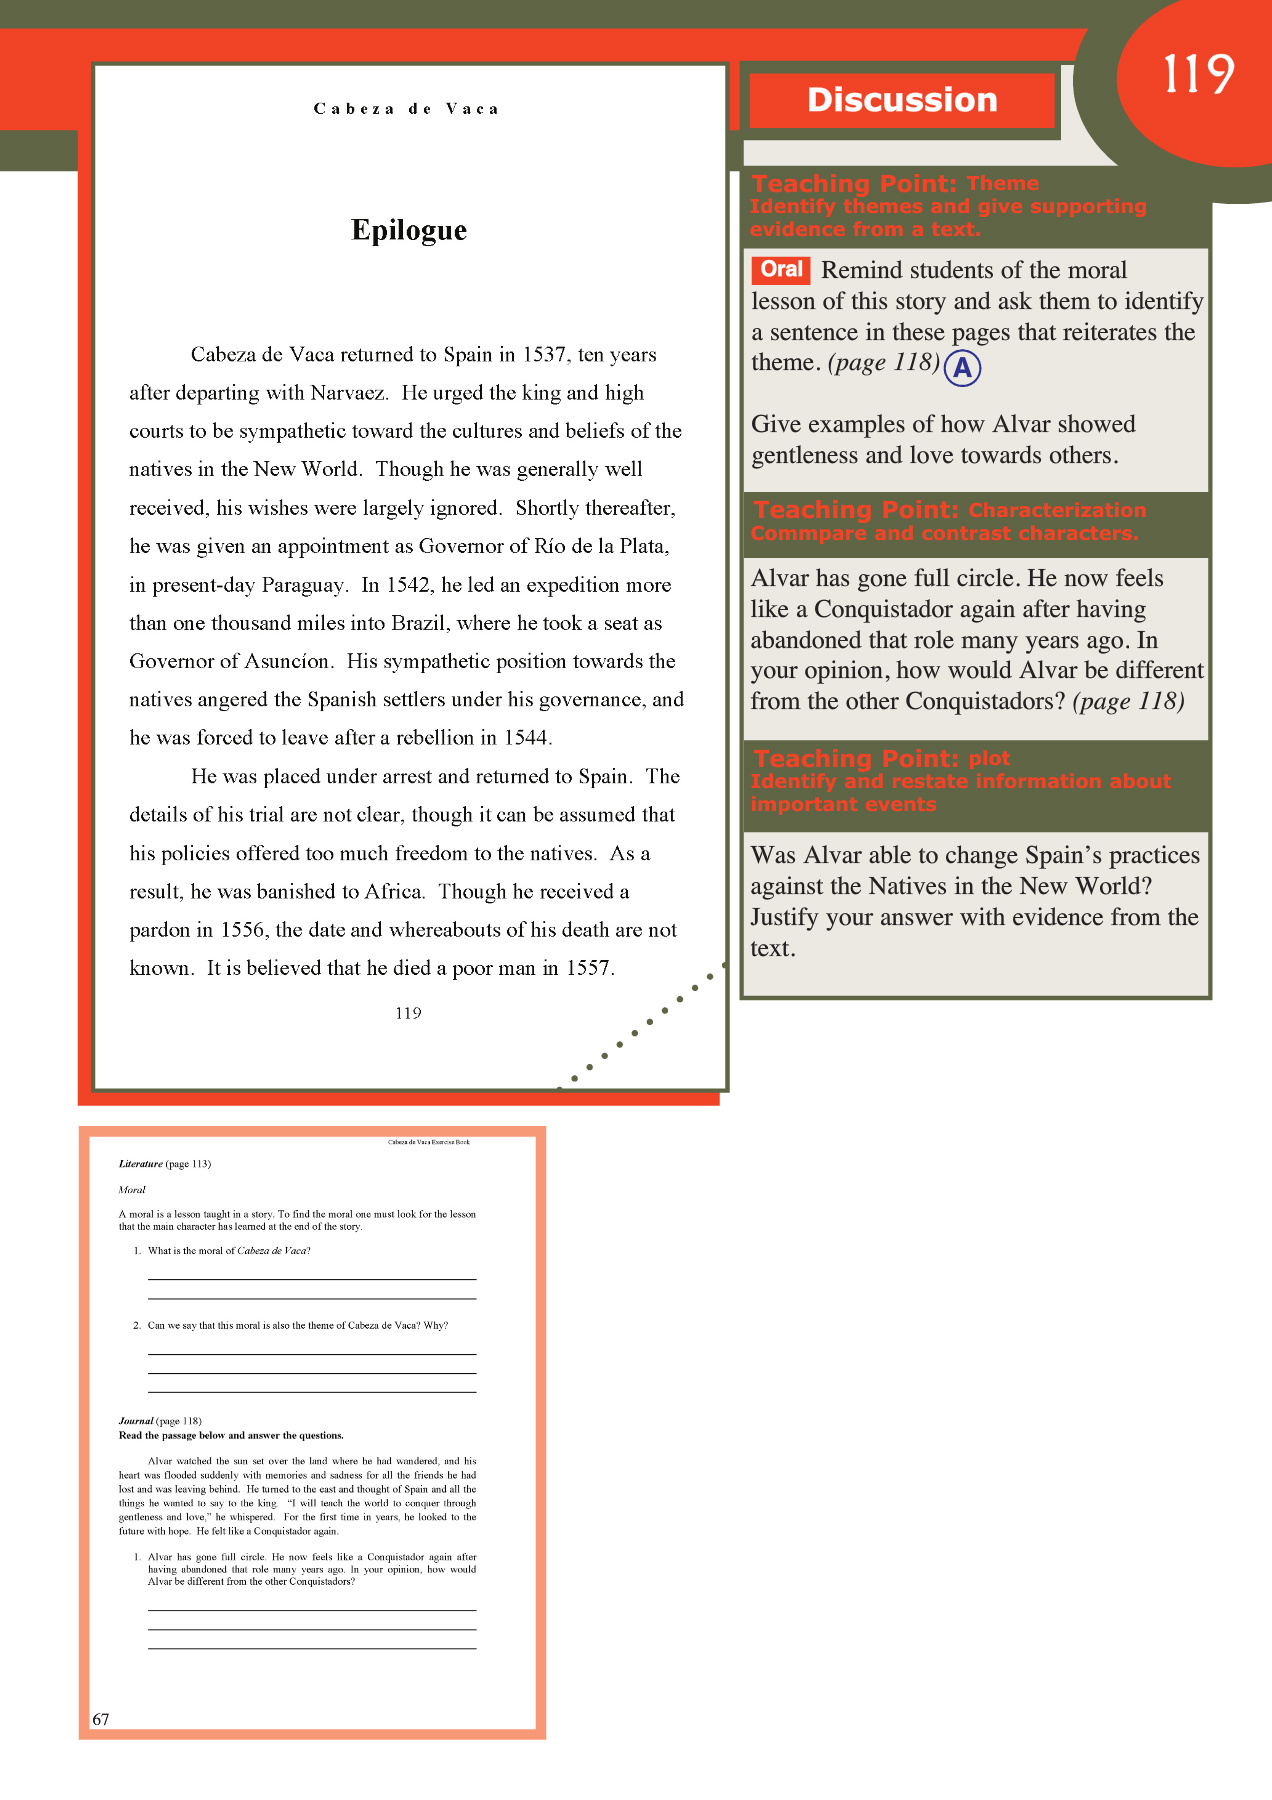 119
Cabeza de Vaca
Epilogue
Cabeza de Vaca returned to Spain in 1537, ten years
after departing with Narvaez.  He urged the king and high
courts to be sympathetic toward the cultures and beliefs of the
natives in the New World.  Though he was generally well
received, his wishes were largely ignored.  Shortly thereafter,
he was given an appointment as Governor of Río de la Plata,
in present-day Paraguay.  In 1542, he led an expedition more
than one thousand miles into Brazil, where he took a seat as
Governor of Asuncíon.  His sympathetic position towards the
natives angered the Spanish settlers under his governance, and
he was forced to leave after a rebellion in 1544.
He was placed under arrest and returned to Spain.  The
details of his trial are not clear, though it can be assumed that
his policies offered too much freedom to the natives.  As a
result, he was banished to Africa.  Though he received a
pardon in 1556, the date and whereabouts of his death are not
known.  It is believed that he died a poor man in 1557.
119
Discussion
Teaching Point: Theme
Identify themes and give supporting
evidence from a text.
Oral Remind students of the moral
lesson of this story and ask them to identify
a sentence in these pages that reiterates the
theme. (page 118) A
Give examples of how Alvar showed
gentleness and love towards others.
Teaching Point: Characterization
Commpare and contrast characters.
Alvar has gone full circle. He now feels
like a Conquistador again after having
abandoned that role many years ago. In
your opinion, how would Alvar be different
from the other Conquistadors? (page 118)
Teaching Point: plot
Identify and restate information about
important events
Was Alvar able to change Spain's practices
against the Natives in the New World?
Justify your answer with evidence from the
text.
Cabeza de Vaca Exercise Book
Literature (page 113)
Moral
A moral is a lesson taught in a story. To find the moral one must look for the lesson
that the main character has learned at the end of the story.
1. What is the moral of Cabeza de Vaca?
2. Can we say that this moral is also the theme of Cabeza de Vaca? Why?
Journal (page 118)
Read the passage below and answer the questions.
Alvar watched the sun set over the land where he had wandered, and his
heart was flooded suddenly with memories and sadness for all the friends he had
lost and was leaving behind.  He turned to the east and thought of Spain and all the
things he wanted to say to the king.  “I will teach the world to conquer through
gentleness and love,” he whispered.  For the first time in years, he looked to the
future with hope.  He felt like a Conquistador again.
1. Alvar has gone full circle. He now feels like a Conquistador again after
having abandoned that role many years ago. In your opinion, how would
Alvar be different from the other Conquistadors?
67